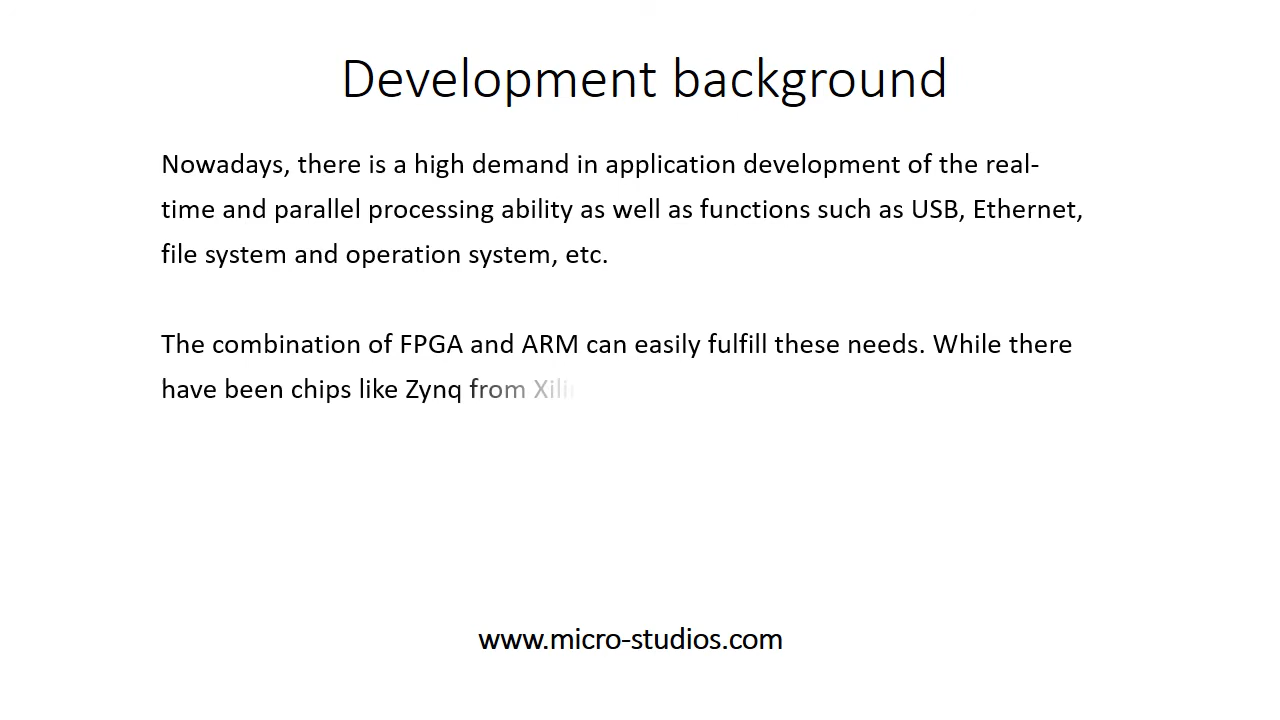 Development background
Nowadays, there is a high demand in application development of the real-
time and parallel processing ability as well as functions such as USB, Ethernet,
file system and operation system, etc.
The combination of FPGA and ARM can easily fulfill these needs. While there
have been chips like Zynq from
www.micro-studios.com